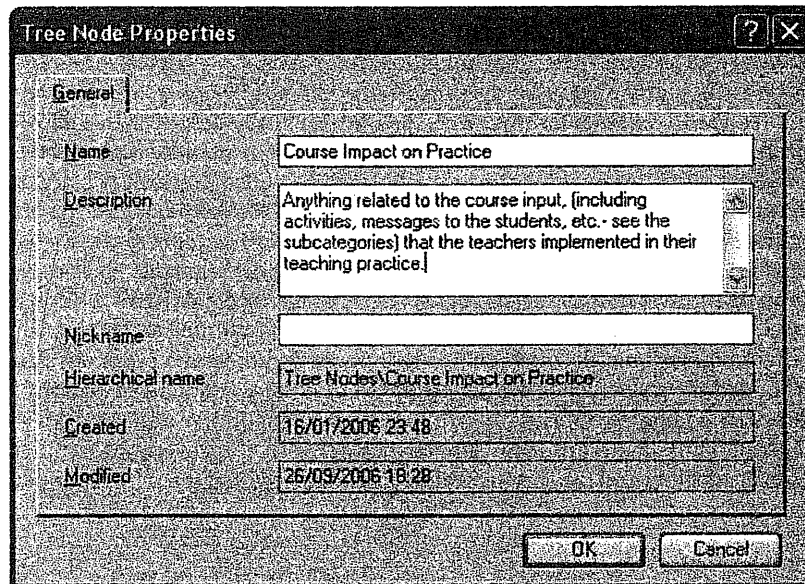 Tree Node Properties
General
Name
Course Impact on Practice
Description
Anything related to the course input, (including
activities, messages to the students, etc.- see the
subcategories) that the teachers implemented in their
teaching practice.
Nickname
Hierarchical name
Tree Nodes\Course Impact on Practice
Created
16/01/2006 23:48
Modified
26/09/2006 18:28
OK
Cancel